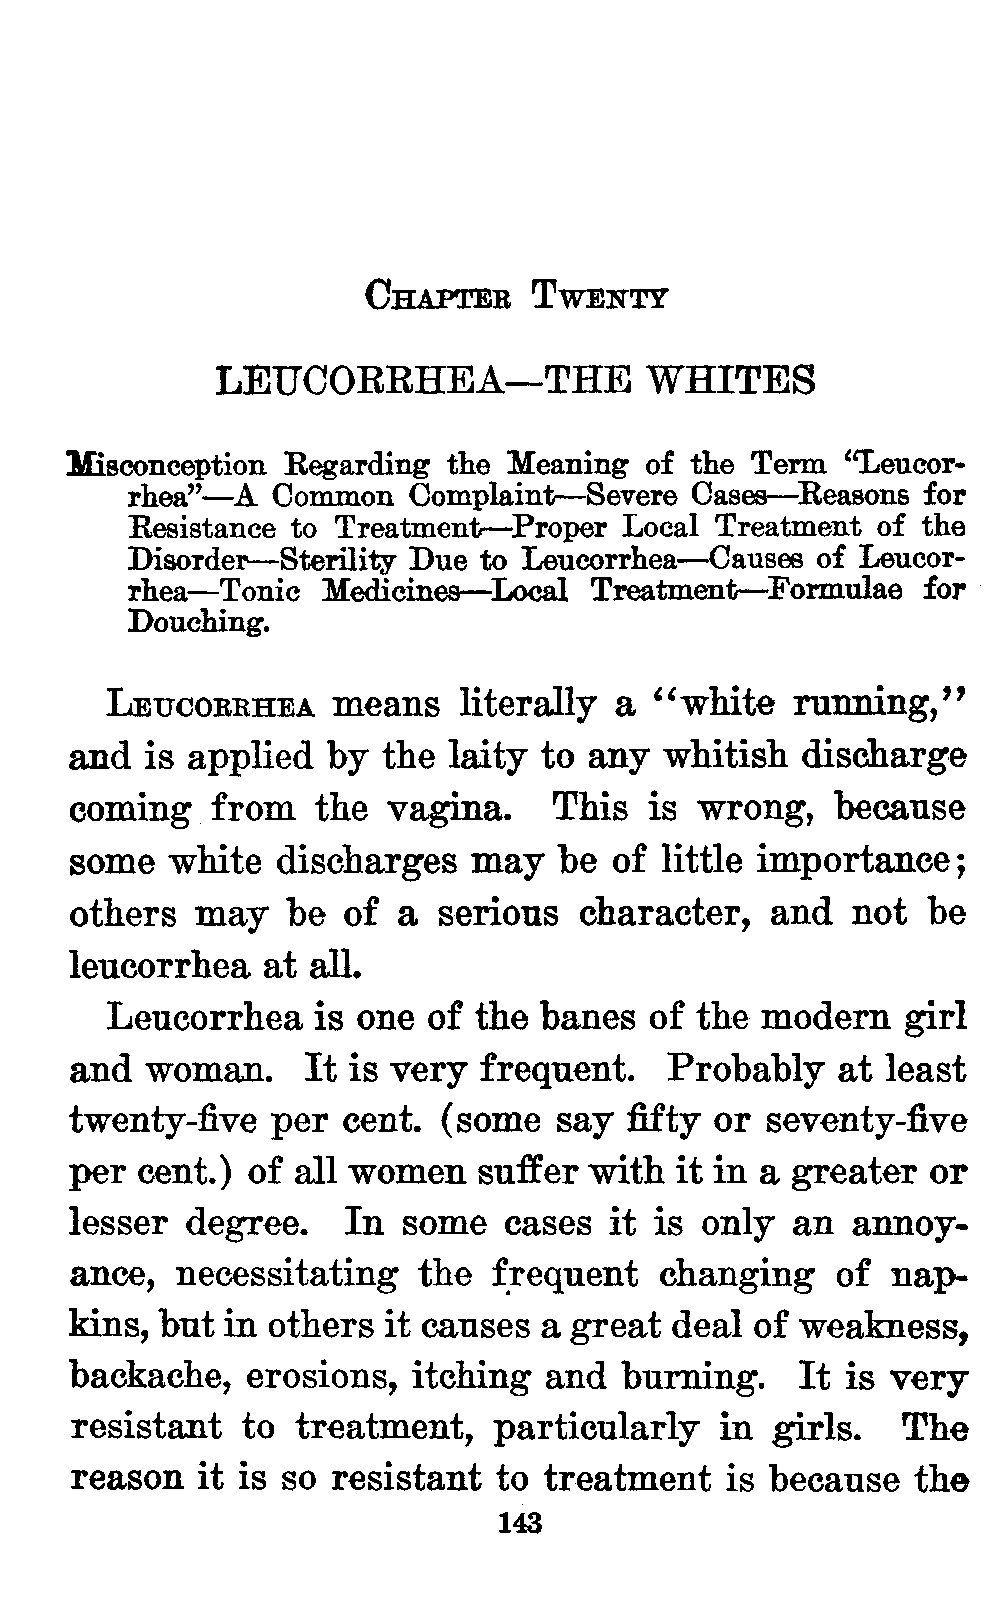 CHAPTER TWENTY
LEUCORRHEA—THE WHITES
Misconception Regarding the Meaning of the Term “Leucor-
rhea”—A Common Complaint—Severe Cases—Reasons for
Resistance to Treatment—Proper Local Treatment of the
Disorder—Sterility Due to Leucorrhea—Causes of Leucor-
rhea—Tonic Medicines—Local Treatment—Formulae for
Douching.
LEUCORRHEA means literally a “white running,”
and is applied by the laity to any whitish discharge
coming from the vagina. This is wrong, because
some white discharges may be of little importance;
others may be of a serious character, and not be
leucorrhea at all.
Leucorrhea is one of the banes of the modern girl
and woman. It is very frequent. Probably at least
twenty-five per cent. (some say fifty or seventy-five
per cent.) of all women suffer with it in a greater or
lesser degree. In some cases it is only an annoy-
ance, necessitating the frequent changing of nap-
kins, but in others it causes a great deal of weakness,
backache, erosions, itching and burning. It is very
resistant to treatment, particularly in girls. The
reason it is so resistant to treatment is because the
143